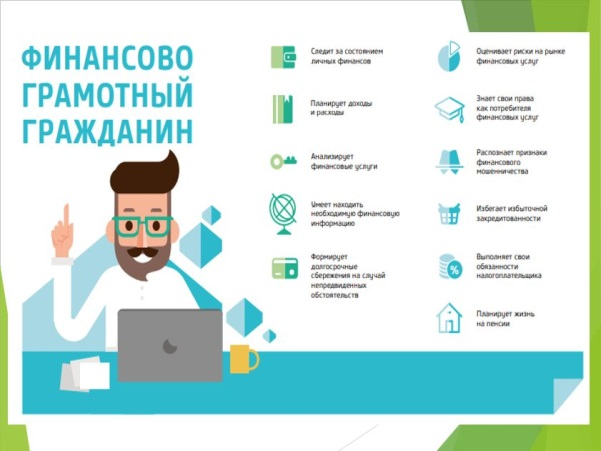 ФИНАНСОВО
ГРАМОТНЫЙ
ГРАЖДАНИН
Следит за состоянием
личных финансов
Планирует доходы
и расходы
Анализирует
финансовые услуги
Умеет находить
необходимую финансовую
информацию
Формирует
долгосрочные
сбережения на случай
непредвиденных
обстоятельств
Оценивает риски на рынке
финансовых услуг
Знает свои права
как потребителя
финансовых услуг
Распознает признаки
финансового
мошенничества
Избегает избыточной
закредитованности
%
Выполняет свои
обязанности
налогоплательщика
Планирует жизнь
на пенсии